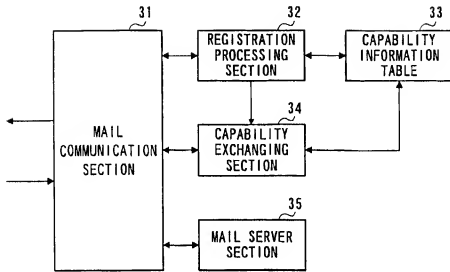 31
32
33
REGISTRATION
PROCESSING
SECTION
CAPABILITY
INFORMATION
TABLE
34
MAIL
COMMUNICATION
SECTION
CAPABILITY
EXCHANGING
SECTION
35
MAIL SERVER
SECTION